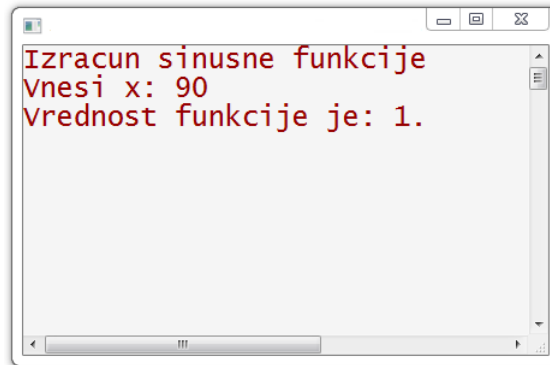 Izracun sinusne funkcije
Vnesi x: 90
Vrednost funkcije je: 1.